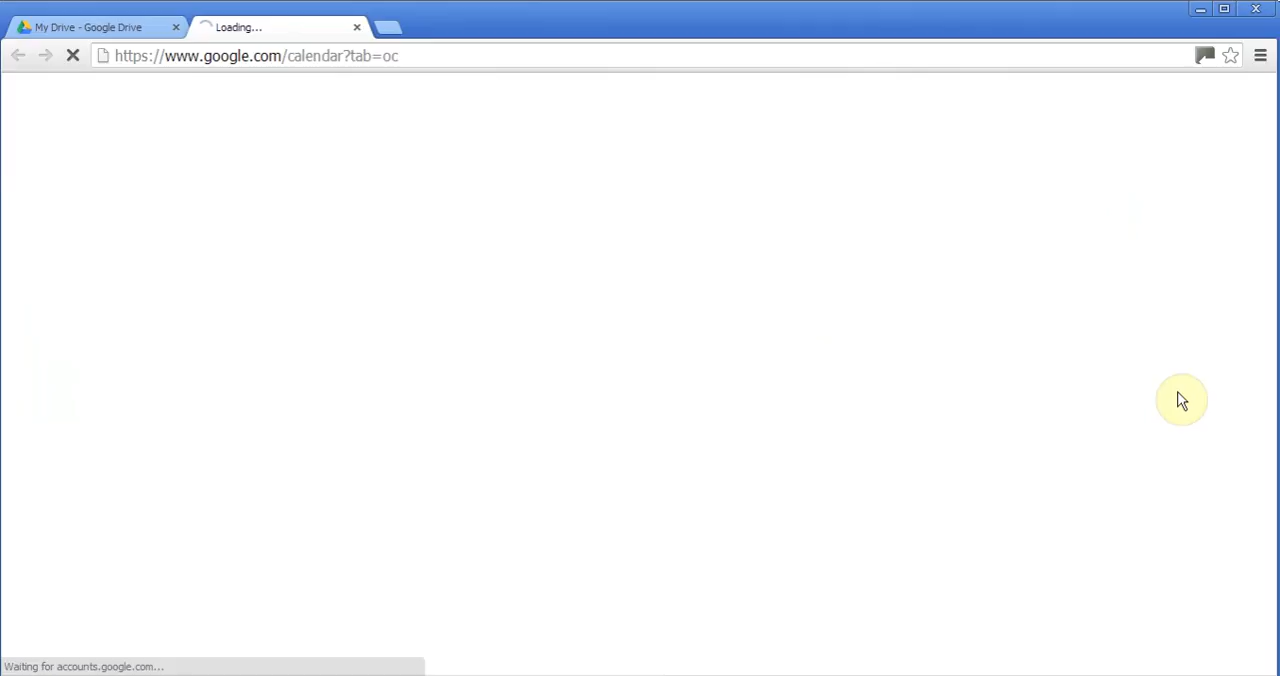 My Drive - Google Drive
Loading...
https://www.google.com/calendar?tab=oc
Waiting for accounts.google.com...